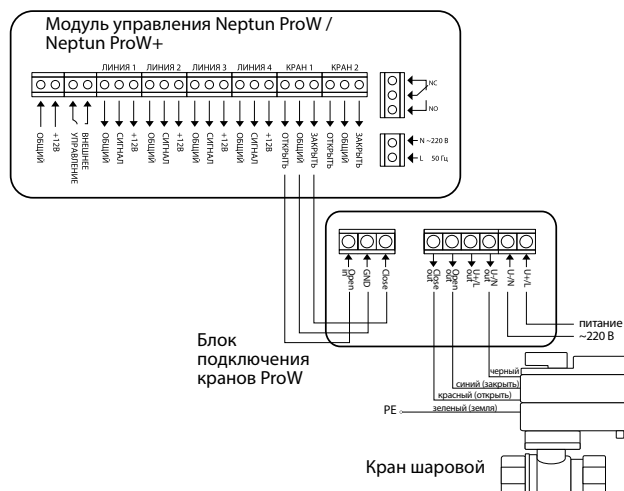 Модуль управления Neptun ProW /
Neptun ProW+
ЛИНИЯ 1 ЛИНИЯ 2 ЛИНИЯ 3 ЛИНИЯ 4 КРАН 1 КРАН 2
NC
NO
N ~220 В
L 50 Гц
ОБЩИЙ
+12В
ВНЕШНЕЕ
УПРАВЛЕНИЕ
ОБЩИЙ
СИГНАЛ
+12В
ОБЩИЙ
СИГНАЛ
+12В
ОБЩИЙ
СИГНАЛ
+12В
ОБЩИЙ
СИГНАЛ
+12В
ОТКРЫТЬ
ОБЩИЙ
ЗАКРЫТЬ
ОТКРЫТЬ
ОБЩИЙ
ЗАКРЫТЬ
Open
in
GND
Close
Close
out
Open
out
U+/L
out
U-/N
out
U-/N
U+/L
питание
~220 В
Блок
подключения
кранов ProW
черный
синий (закрыть)
красный (открыть)
зеленый (земля)
PE
Кран шаровой